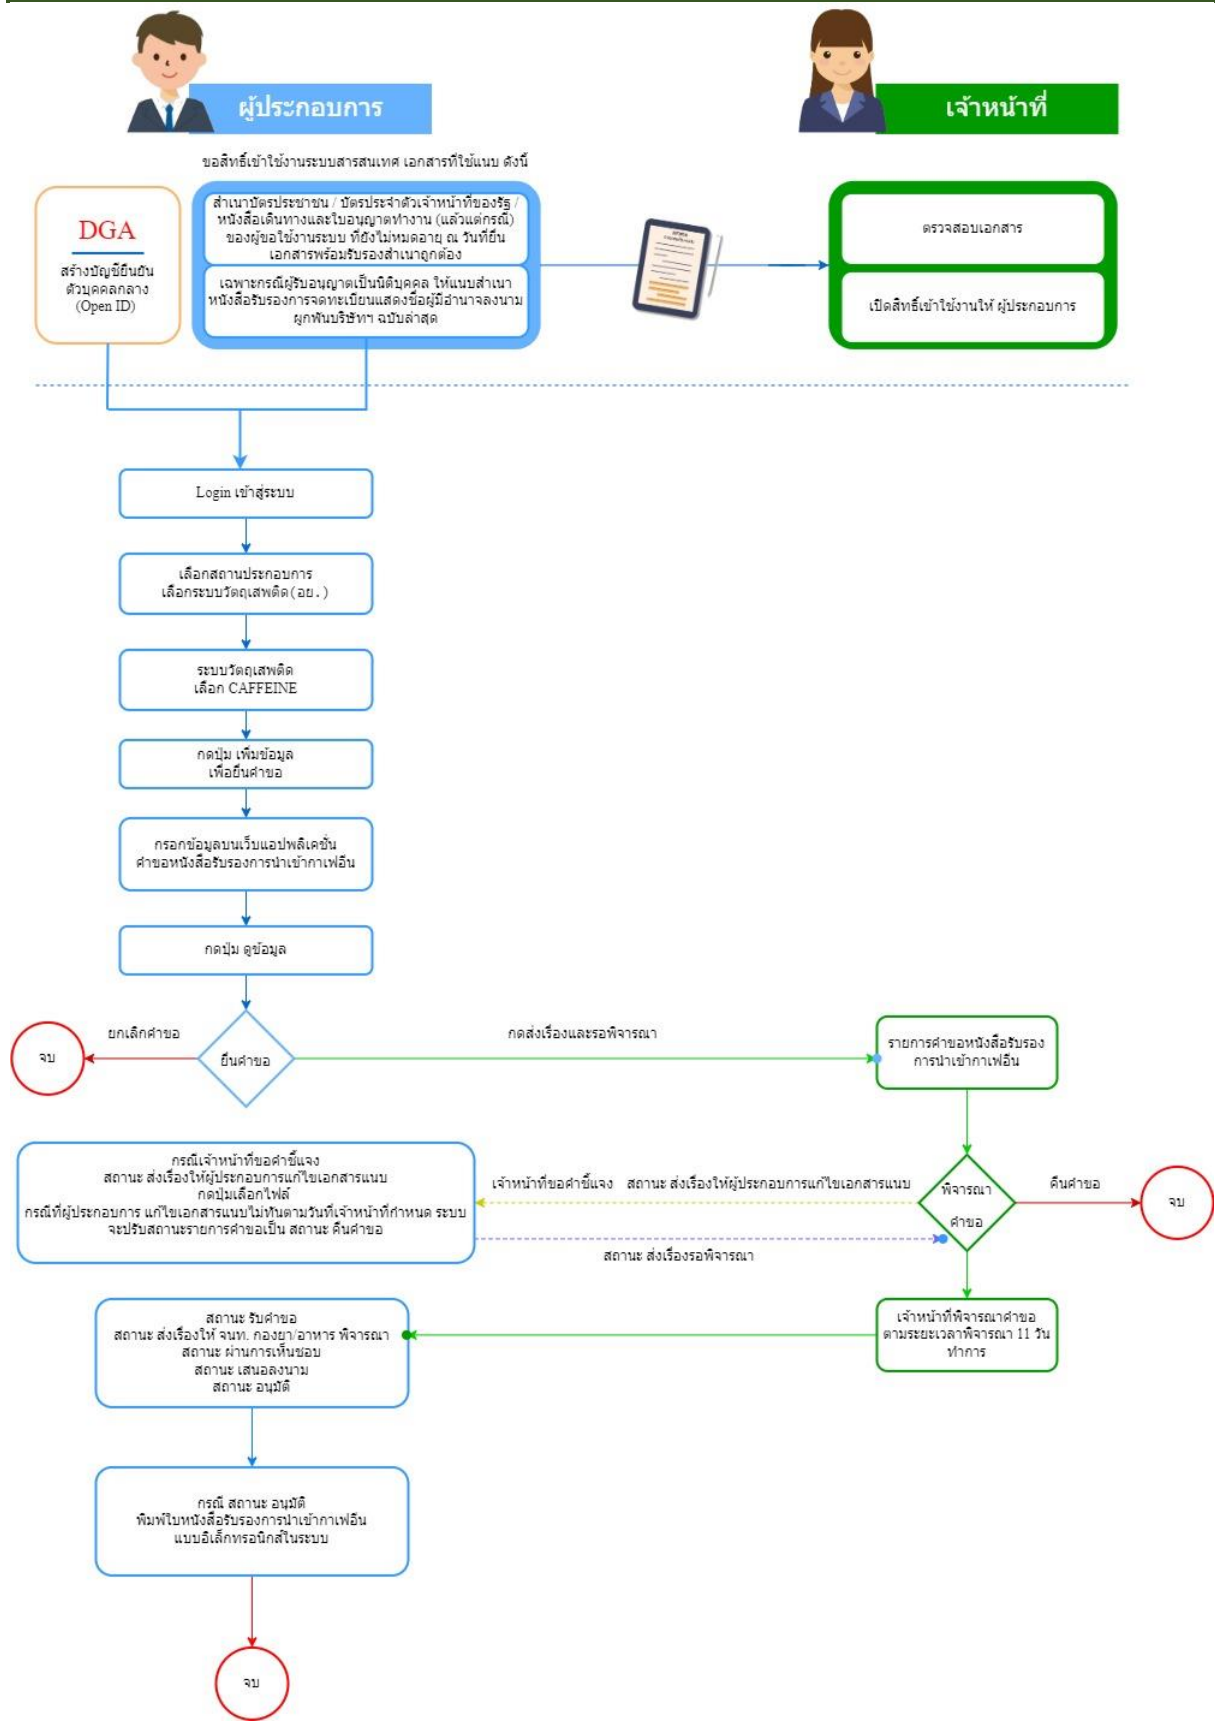 ผู้ประกอบการ
เจ้าหน้าที่
ขอสิทธิ์เข้าใช้งานระบบสารสนเทศ เอกสารที่ใช้แนบ ดังนี้
DGA
สร้างบัญชียืนยัน
ตัวบุคคลกลาง
(Open ID)
สำเนาบัตรประชาชน / บัตรประจำตัวเจ้าหน้าที่ของรัฐ /
หนังสือเดินทางและใบอนุญาตทำงาน (แล้วแต่กรณี)
ของผู้ขอใช้งานระบบ ที่ยังไม่หมดอายุ ณ วันที่ยื่น
เอกสารพร้อมรับรองสำเนาถูกต้อง
เฉพาะกรณีผู้รับอนุญาตเป็นนิติบุคคล ให้แนบสำเนา
หนังสือรับรองการจดทะเบียนแสดงชื่อผู้มีอำนาจลงนาม
ผูกพันบริษัทฯ ฉบับล่าสุด
ตรวจสอบเอกสาร
เปิดสิทธิ์เข้าใช้งานให้ ผู้ประกอบการ
Login เข้าสู่ระบบ
เลือกสถานประกอบการ
เลือกระบบวัตถุเสพติด(อย.)
ระบบวัตถุเสพติด
เลือก CAFFEINE
กดปุ่ม เพิ่มข้อมูล
เพื่อยื่นคำขอ
กรอกข้อมูลบนเว็บแอปพลิเคชั่น
คำขอหนังสือรับรองการนำเข้ากาเฟอีน
กดปุ่ม ดูข้อมูล
ยกเลิกคำขอ
จบ
ยื่นคำขอ
กดส่งเรื่องและรอพิจารณา
รายการคำขอหนังสือรับรอง
การนำเข้ากาเฟอีน
กรณีเจ้าหน้าที่ขอคำชี้แจง
สถานะ ส่งเรื่องให้ผู้ประกอบการแก้ไขเอกสารแนบ
กดปุ่มเลือกไฟล์
กรณีที่ผู้ประกอบการ แก้ไขเอกสารแนบไม่ทันตามวันที่เจ้าหน้าที่กำหนด ระบบ
จะปรับสถานะรายการคำขอเป็น สถานะ คืนคำขอ
เจ้าหน้าที่ขอคำชี้แจง สถานะ ส่งเรื่องให้ผู้ประกอบการแก้ไขเอกสารแนบ
สถานะ ส่งเรื่องรอพิจารณา
พิจารณา
คำขอ
คืนคำขอ
จบ
เจ้าหน้าที่พิจารณาคำขอ
ตามระยะเวลาพิจารณา 11 วัน
ทำการ
สถานะ รับคำขอ
สถานะ ส่งเรื่องให้ จนท. กองยา/อาหาร พิจารณา
สถานะ ผ่านการเห็นชอบ
สถานะ เสนอลงนาม
สถานะ อนุมัติ
กรณี สถานะ อนุมัติ
พิมพ์ใบหนังสือรับรองการนำเข้ากาเฟอีน
แบบอิเล็กทรอนิกส์ในระบบ
จบ